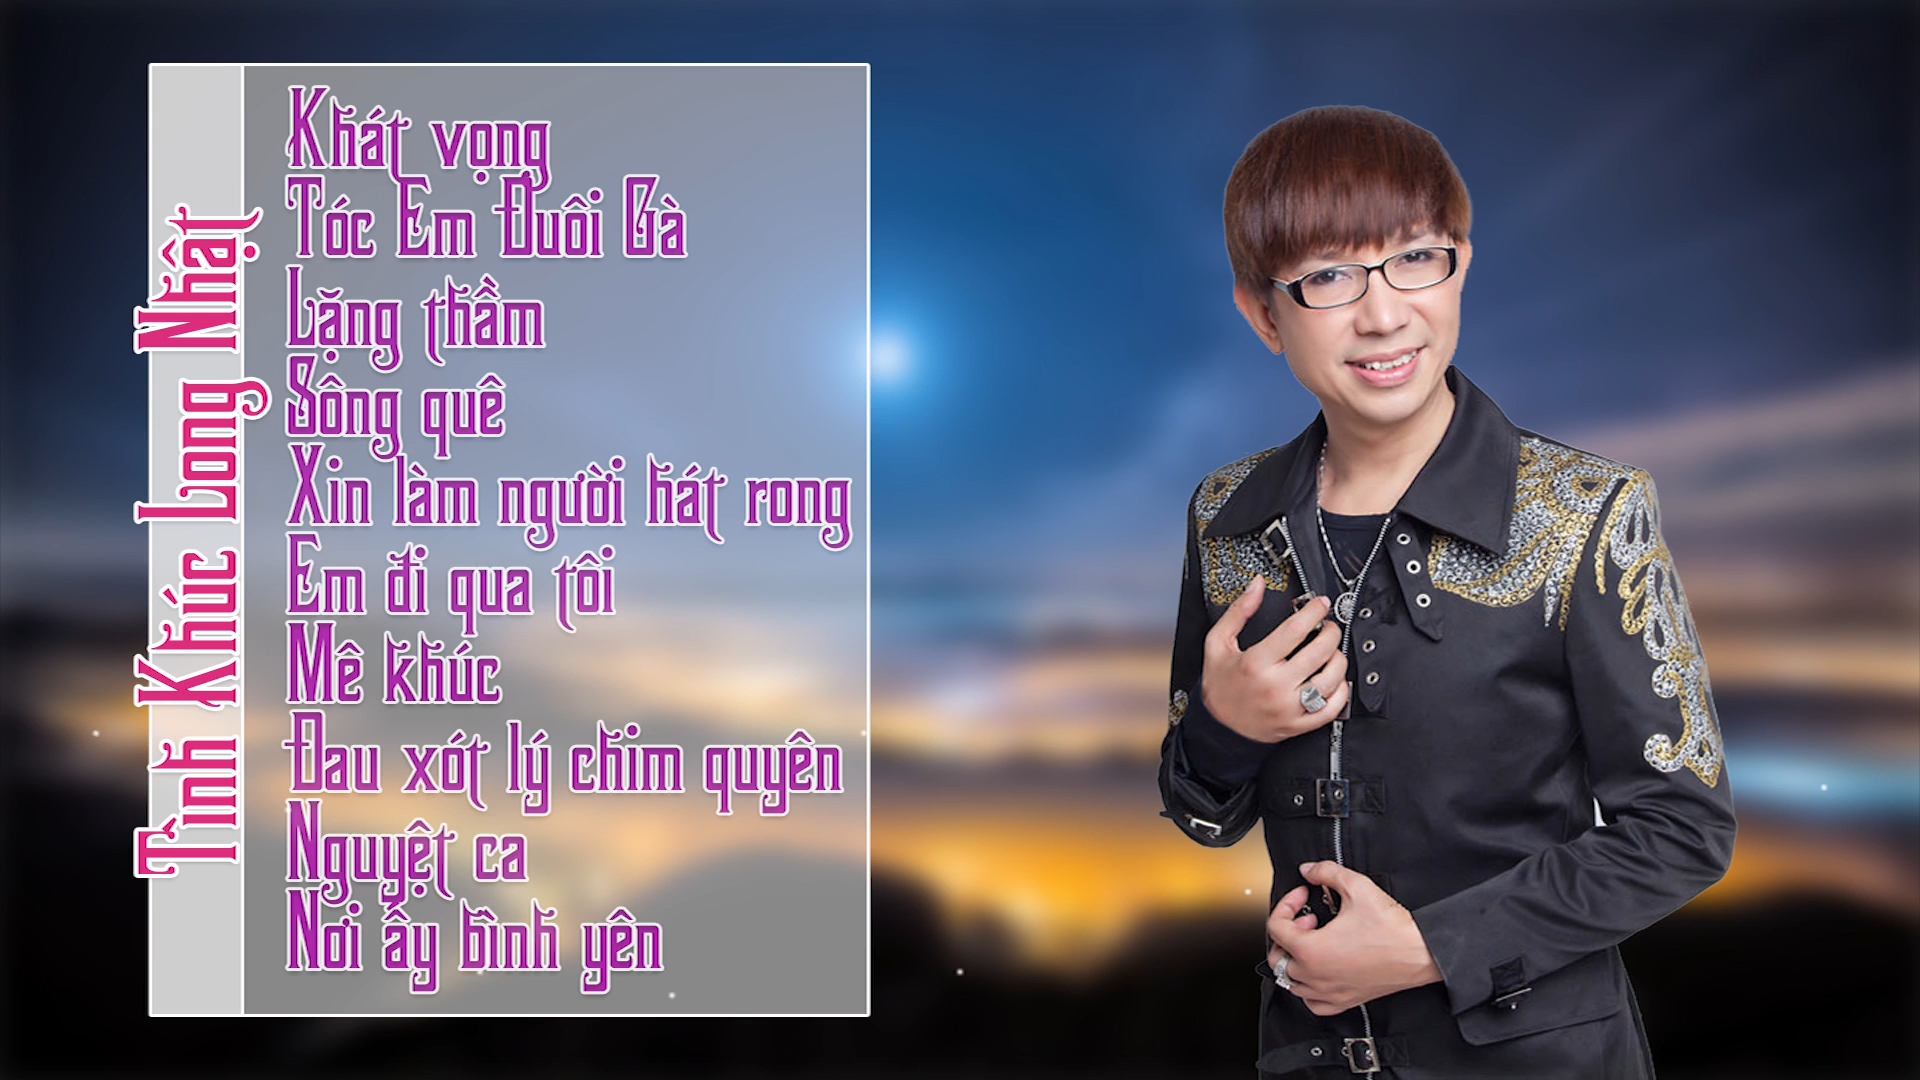 Tình Khúc Long Nhật
Khát vọng
Tóc Em Đuôi Gà
Lặng thầm
Sông quê
Xin làm người hát rong
Em đi qua tôi
Mê khúc
Đau xót lý chim quyên
Nguyệt ca
Nơi ấy bình yên